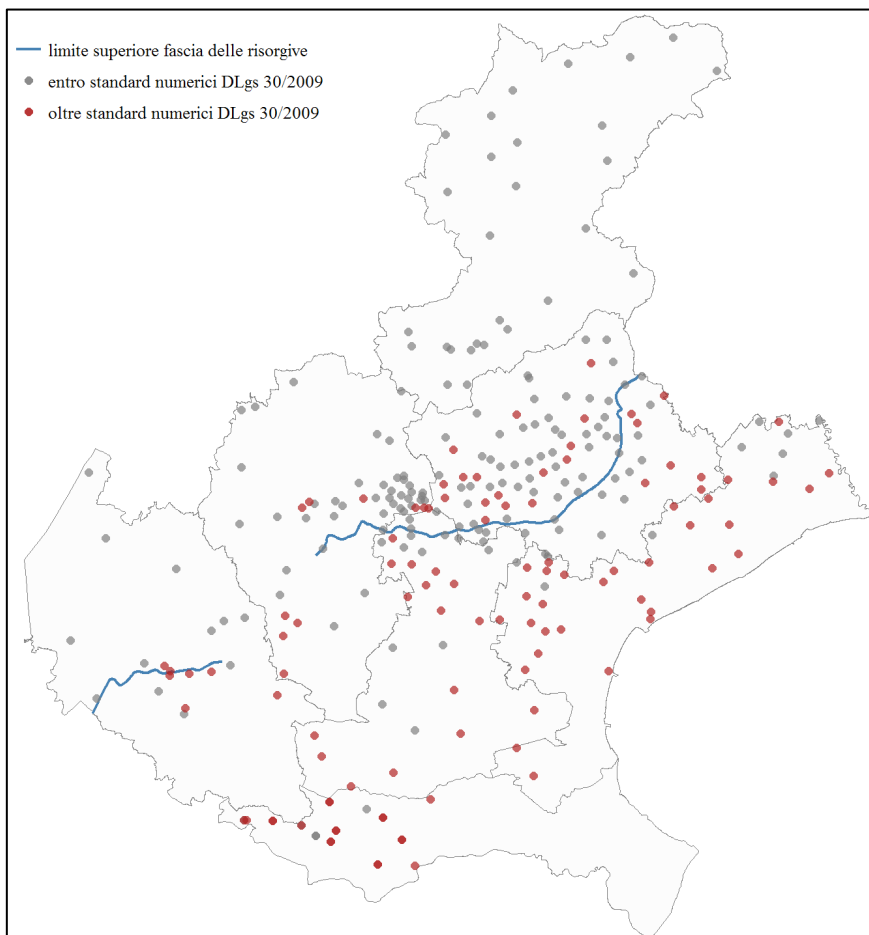 limite superiore fascia delle risorgive
entro standard numerici DLgs 30/2009
oltre standard numerici DLgs 30/2009